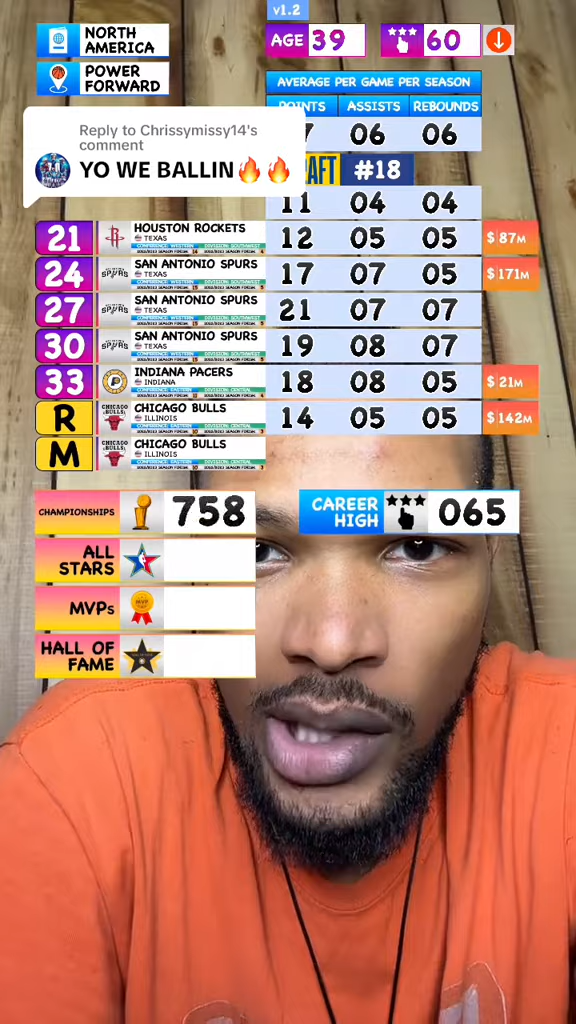 v1.2
NORTH
AMERICA
AGE 39
60
POWER
FORWARD
AVERAGE PER GAME PER SEASON
POINTS ASSISTS REBOUNDS
7 06 06
Reply to Chrissymissy14's
comment
YO WE BALLIN🔥🔥
AFT #18
11 04 04
21 HOUSTON ROCKETS 12 05 05 $87M
TEXAS
24 SAN ANTONIO SPURS 17 07 05 $171M
TEXAS
27 SAN ANTONIO SPURS 21 07 07
TEXAS
30 SAN ANTONIO SPURS 19 08 07
TEXAS
33 INDIANA PACERS 18 08 05 $21M
INDIANA
R CHICAGO BULLS 14 05 05 $142M
ILLINOIS
M CHICAGO BULLS
ILLINOIS
CHAMPIONSHIPS 758
CAREER
HIGH 065
ALL
STARS
MVPs
HALL OF
FAME